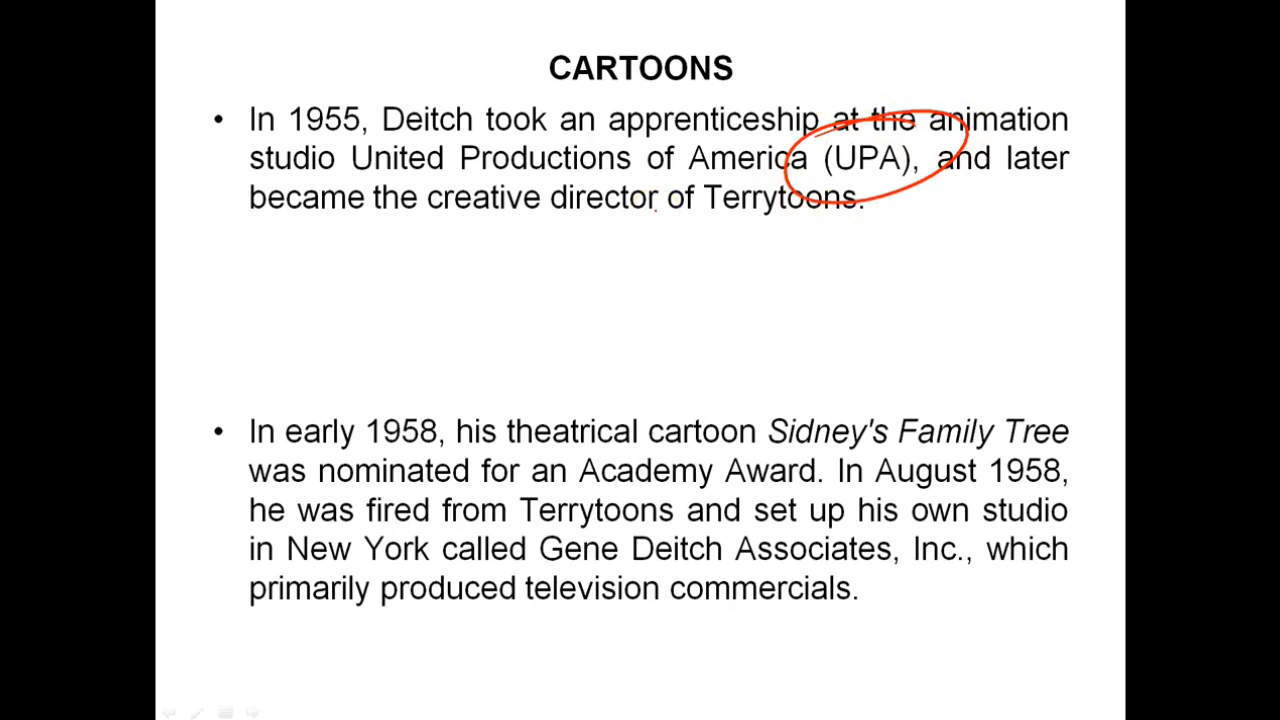 CARTOONS
• In 1955, Deitch took an apprenticeship at the animation
studio United Productions of America (UPA), and later
became the creative director of Terrytoons.
• In early 1958, his theatrical cartoon Sidney's Family Tree
was nominated for an Academy Award. In August 1958,
he was fired from Terrytoons and set up his own studio
in New York called Gene Deitch Associates, Inc., which
primarily produced television commercials.